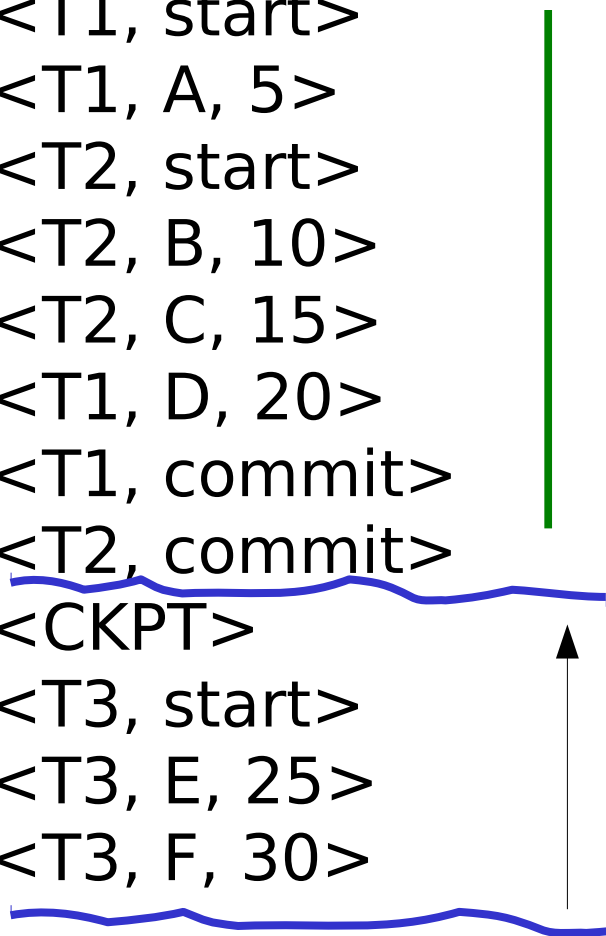 <T1, start>
<T1, A, 5>
<T2, start>
<T2, B, 10>
<T2, C, 15>
<T1, D, 20>
<T1, commit>
<T2, commit>
<CKPT>
<T3, start>
<T3, E, 25>
<T3, F, 30>